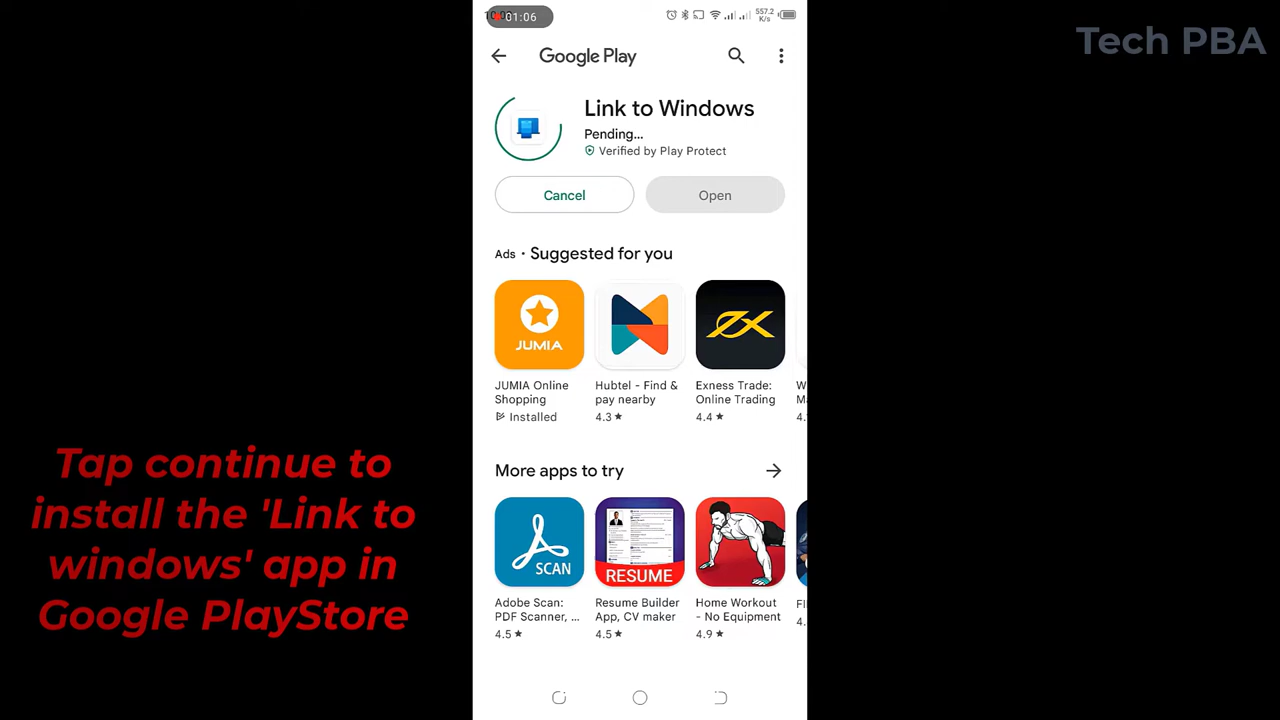 Tech PBA
01:06
557.2
K/s
Google Play
Link to Windows
Pending...
Verified by Play Protect
Cancel
Open
Ads • Suggested for you
JUMIA
JUMIA Online
Shopping
Installed
Hubtel - Find &
pay nearby
4.3 ★
Exness Trade:
Online Trading
4.4 ★
More apps to try
SCAN
Adobe Scan:
PDF Scanner, ...
4.5 ★
RESUME
Resume Builder
App, CV maker
4.5 ★
Home Workout
- No Equipment
4.9 ★
Tap continue to
install the 'Link to
windows' app in
Google PlayStore